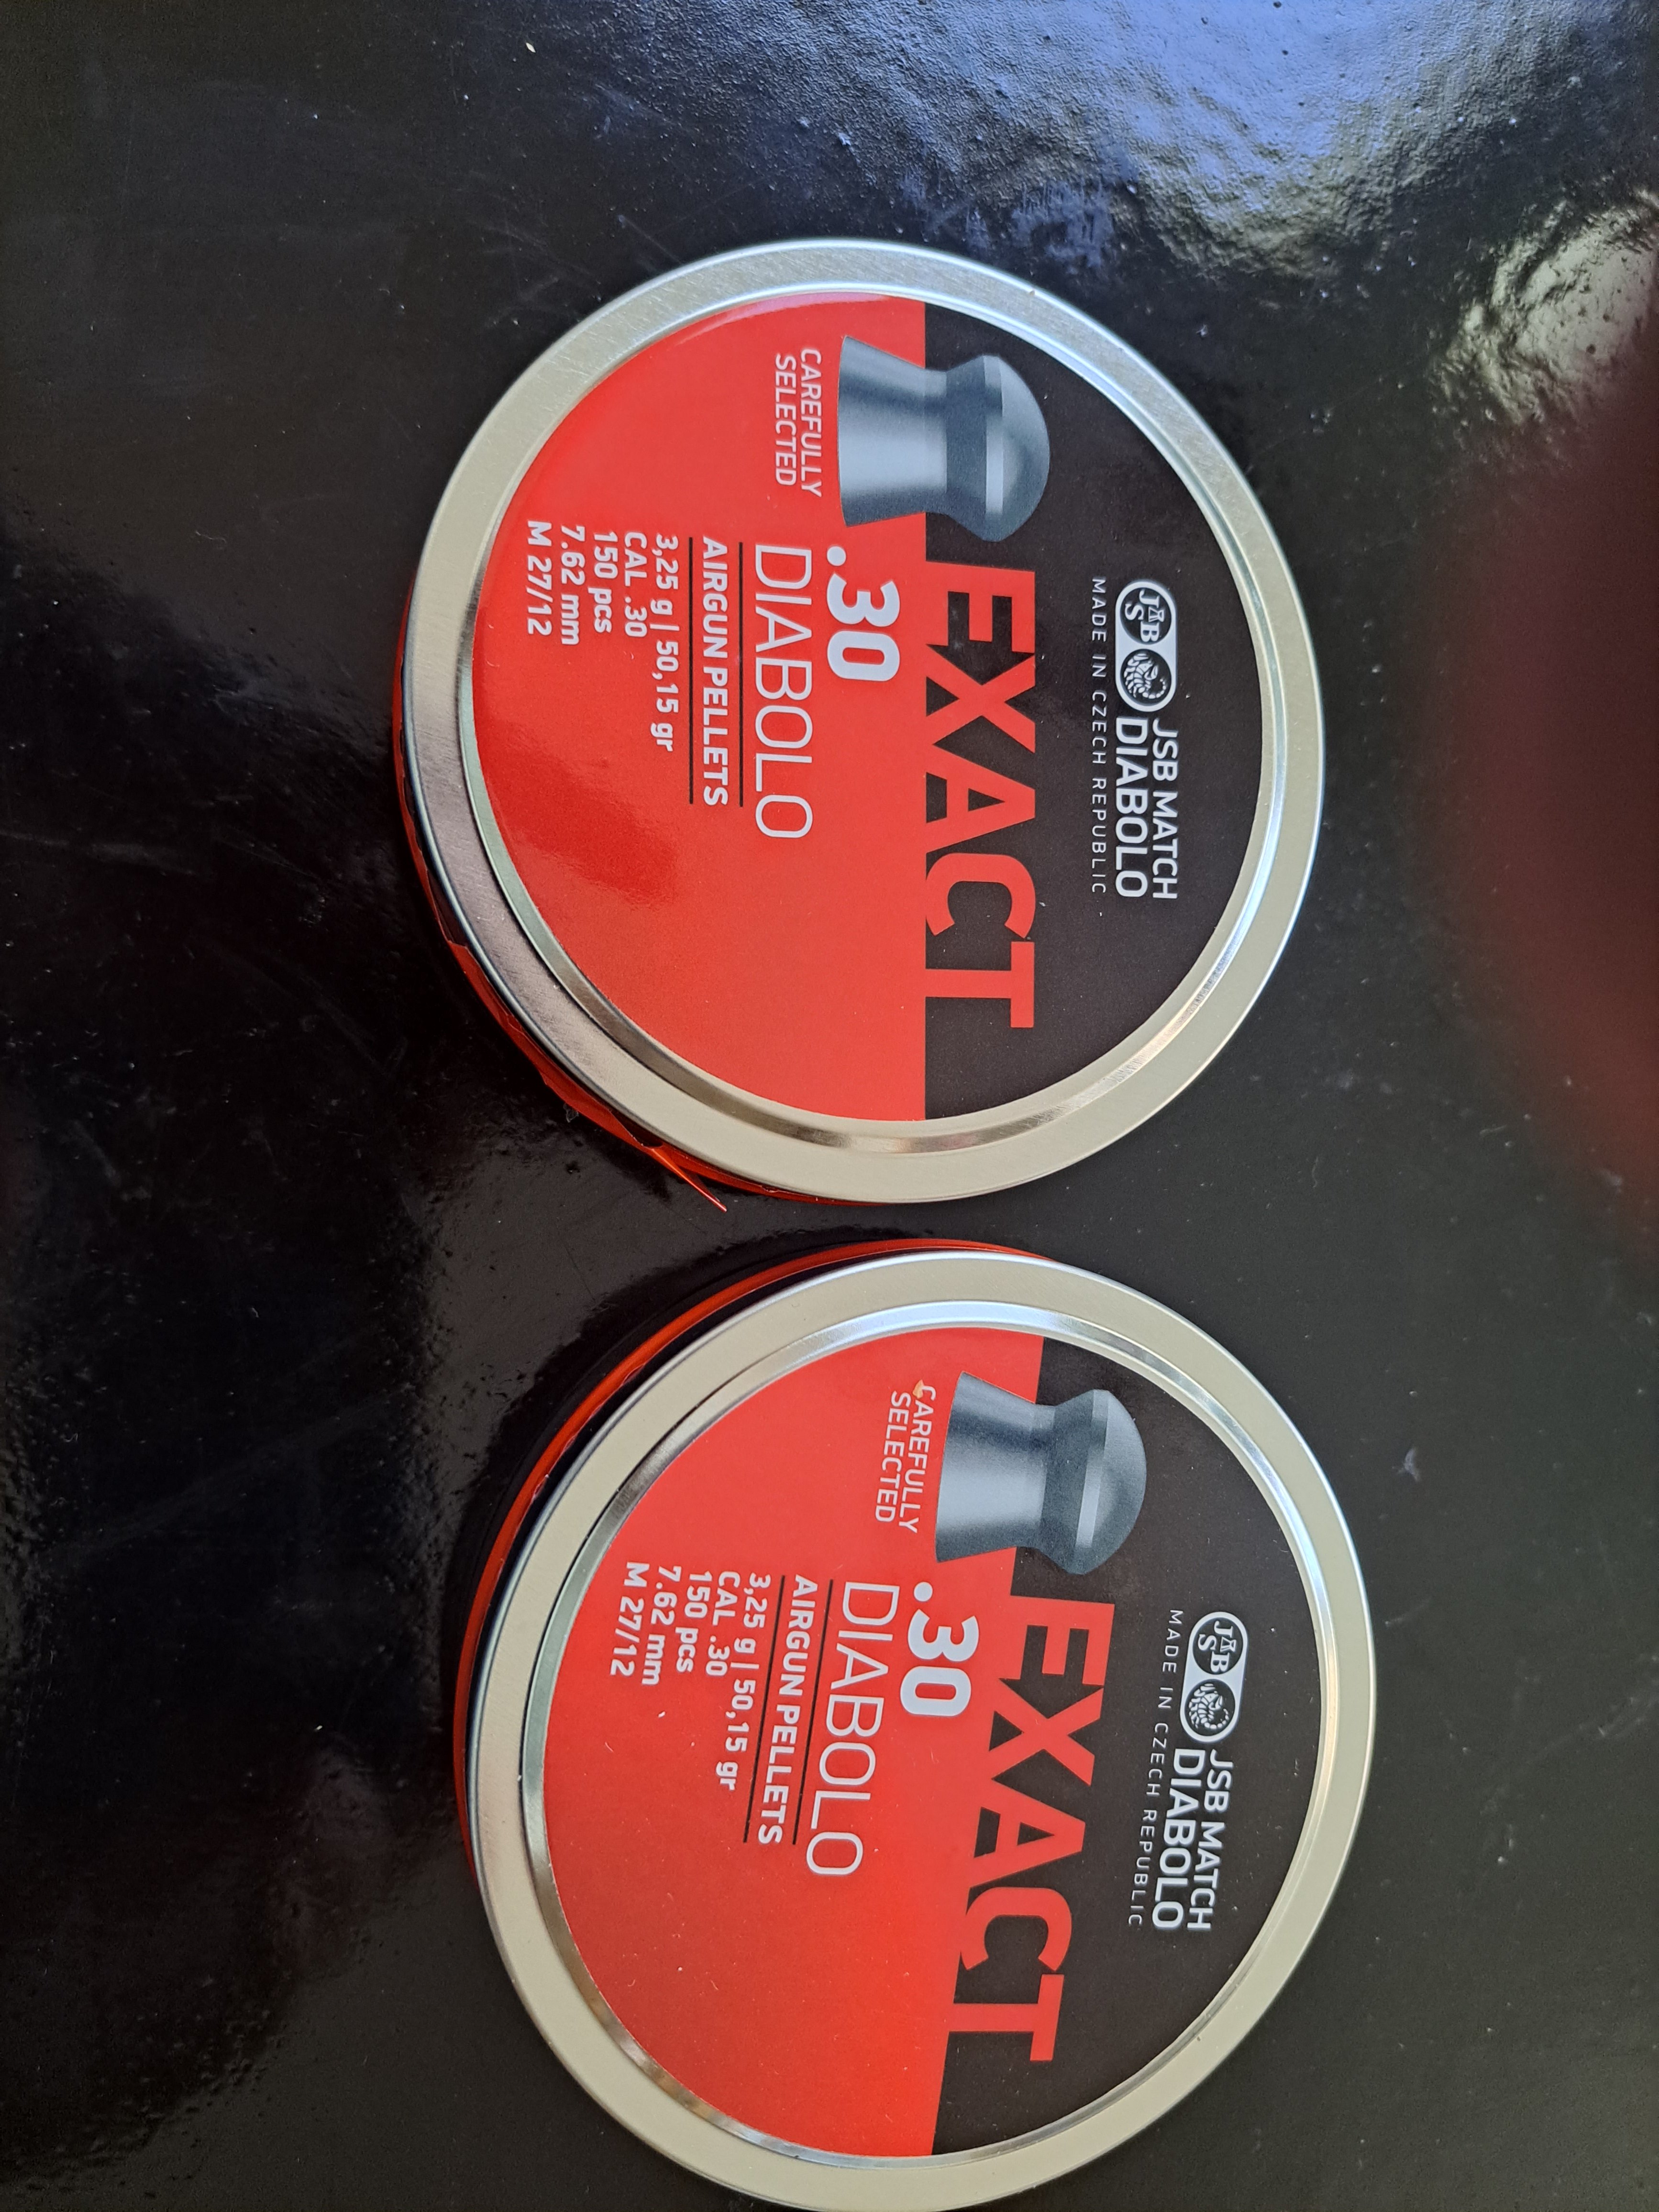 JSB
JSB MATCH
DIABOLO
MADE IN CZECH REPUBLIC
EXACT
.30
DIABOLO
CAREFULLY
SELECTED
AIRGUN PELLETS
3,25 g | 50,15 gr
CAL .30
150 pcs
7.62 mm
M 27/12
JSB
JSB MATCH
DIABOLO
MADE IN CZECH REPUBLIC
EXACT
.30
DIABOLO
CAREFULLY
SELECTED
AIRGUN PELLETS
3,25 g | 50,15 gr
CAL .30
150 pcs
7.62 mm
M 27/12